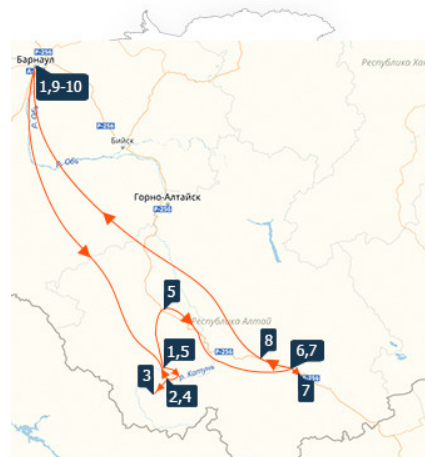 Р-256
Барнаул
А-
1,9-10
Республика Хак
р. Обь
Р-256
Бийск
р. Обь
Горно-Алтайск
Р-256
5
Республика Алтай
8
Р-256
1,5
6,7
3
р. Катунь
Р-256
2,4
7